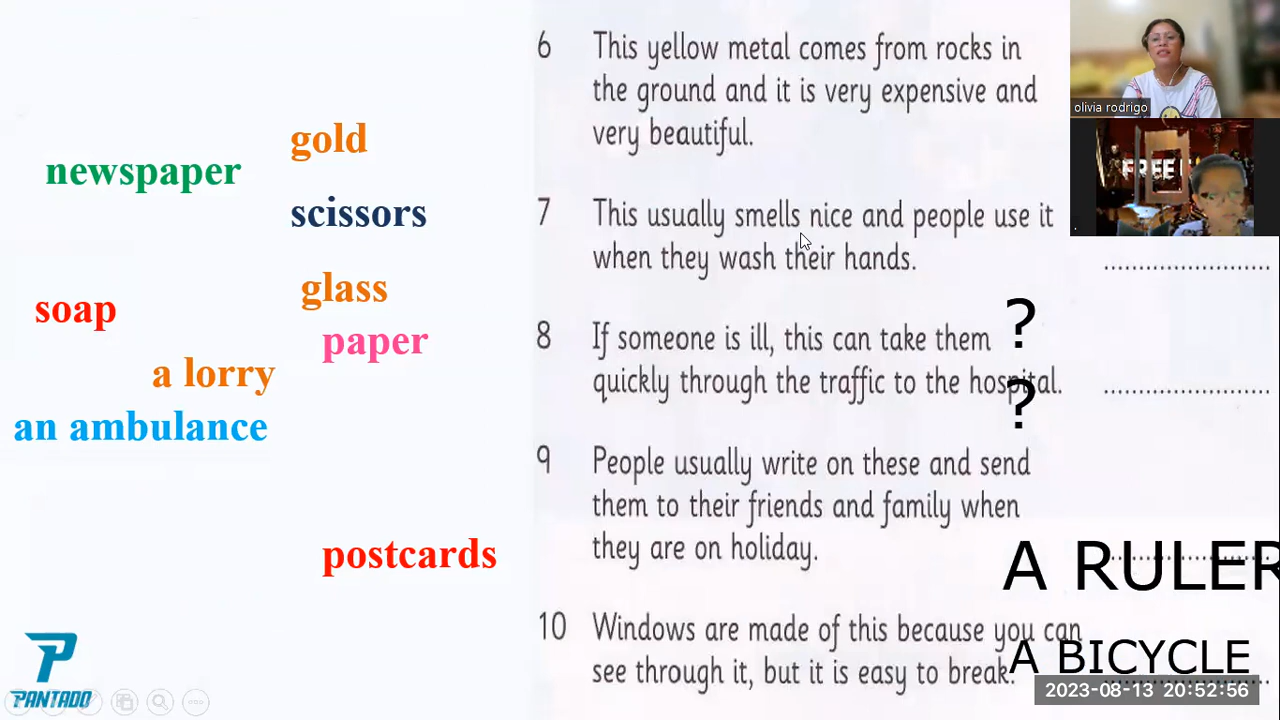 gold
newspaper
scissors
glass
soap
paper
a lorry
an ambulance
postcards
PANTADO
6 This yellow metal comes from rocks in
the ground and it is very expensive and
very beautiful.
7 This usually smells nice and people use it
when they wash their hands.
8 If someone is ill, this can take them
quickly through the traffic to the hospital.
9 People usually write on these and send
them to their friends and family when
they are on holiday.
10 Windows are made of this because you can
see through it, but it is easy to break.
?
?
A RULER
A BICYCLE
olivia rodrigo
FREE
2023-08-13 20:52:56